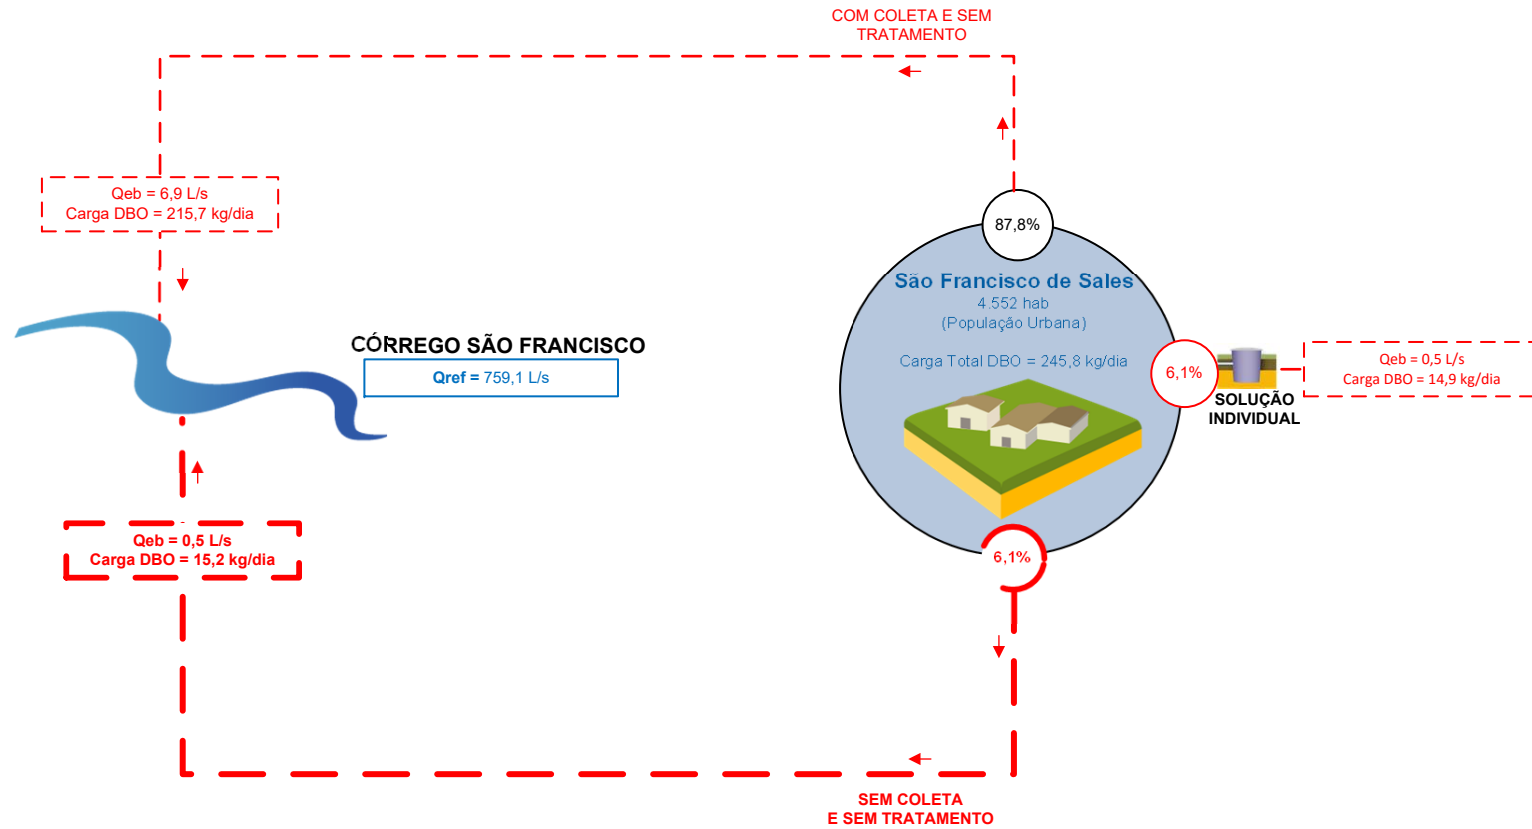 COM COLETA E SEM
TRATAMENTO
Qeb = 6,9 L/s
Carga DBO = 215,7 kg/dia
87,8%
São Francisco de Sales
4.552 hab
(População Urbana)
Carga Total DBO = 245,8 kg/dia
CÓRREGO SÃO FRANCISCO
Qref = 759,1 L/s
6,1%
SOLUÇÃO
INDIVIDUAL
Qeb = 0,5 L/s
Carga DBO = 14,9 kg/dia
Qeb = 0,5 L/s
Carga DBO = 15,2 kg/dia
6,1%
SEM COLETA
E SEM TRATAMENTO